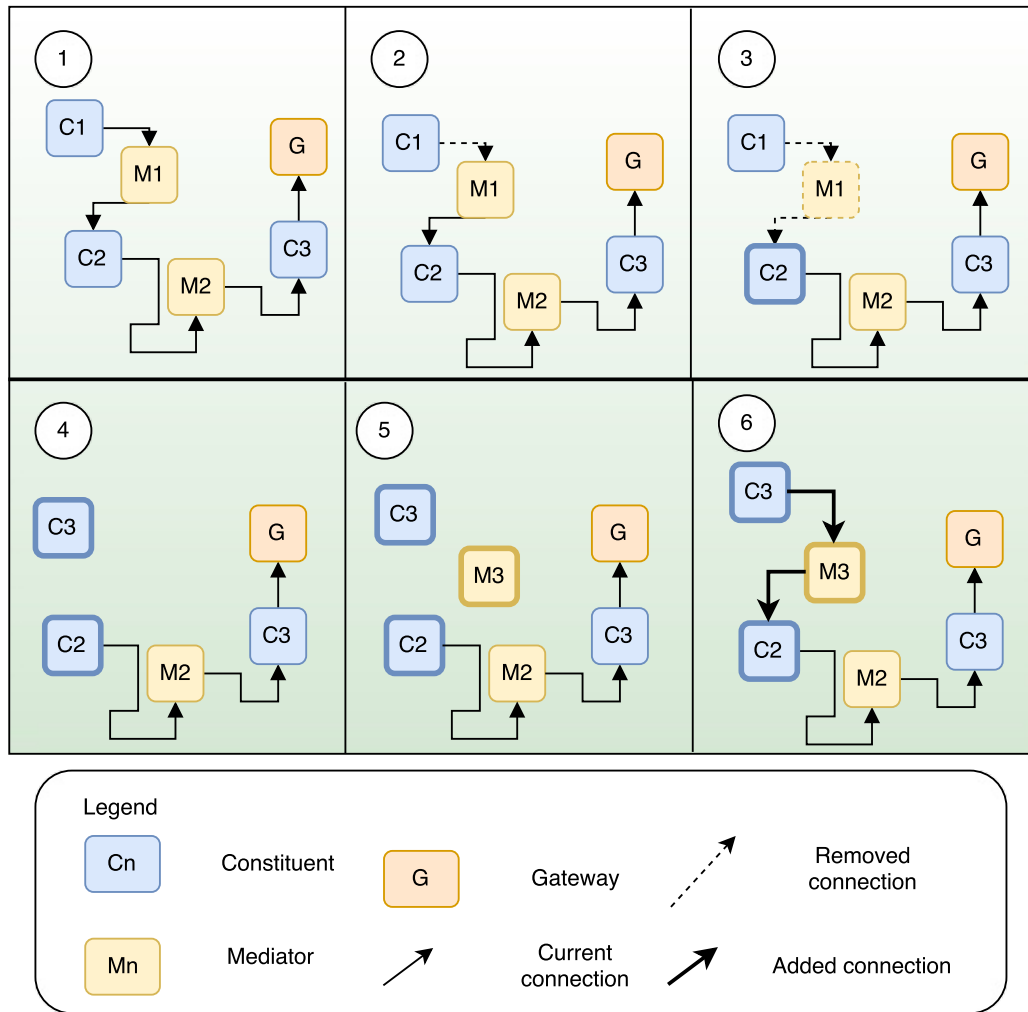 1
C1
M1
G
C2
C3
M2
2
C1
M1
G
C2
C3
M2
3
C1
M1
G
C2
C3
M2
4
C3
G
C2
C3
M2
5
C3
G
M3
C2
C3
M2
6
C3
G
M3
C2
C3
M2
Legend
Cn
Constituent
G
Gateway
Removed
connection
Mn
Mediator
Current
connection
Added connection